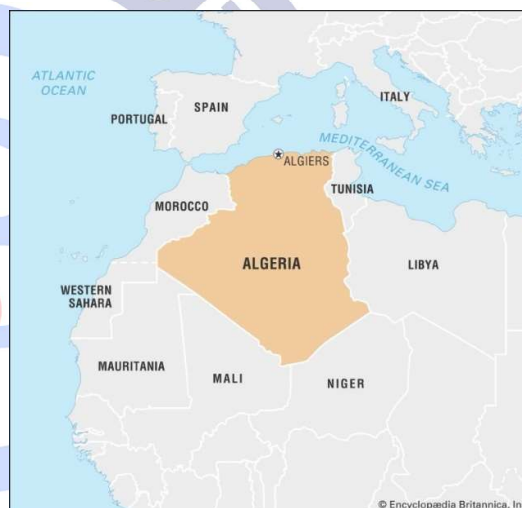 ATLANTIC
OCEAN
PORTUGAL
SPAIN
ITALY
MEDITERRANEAN SEA
ALGIERS
TUNISIA
MOROCCO
ALGERIA
LIBYA
WESTERN
SAHARA
MAURITANIA
MALI
NIGER
© Encyclopædia Britannica, In